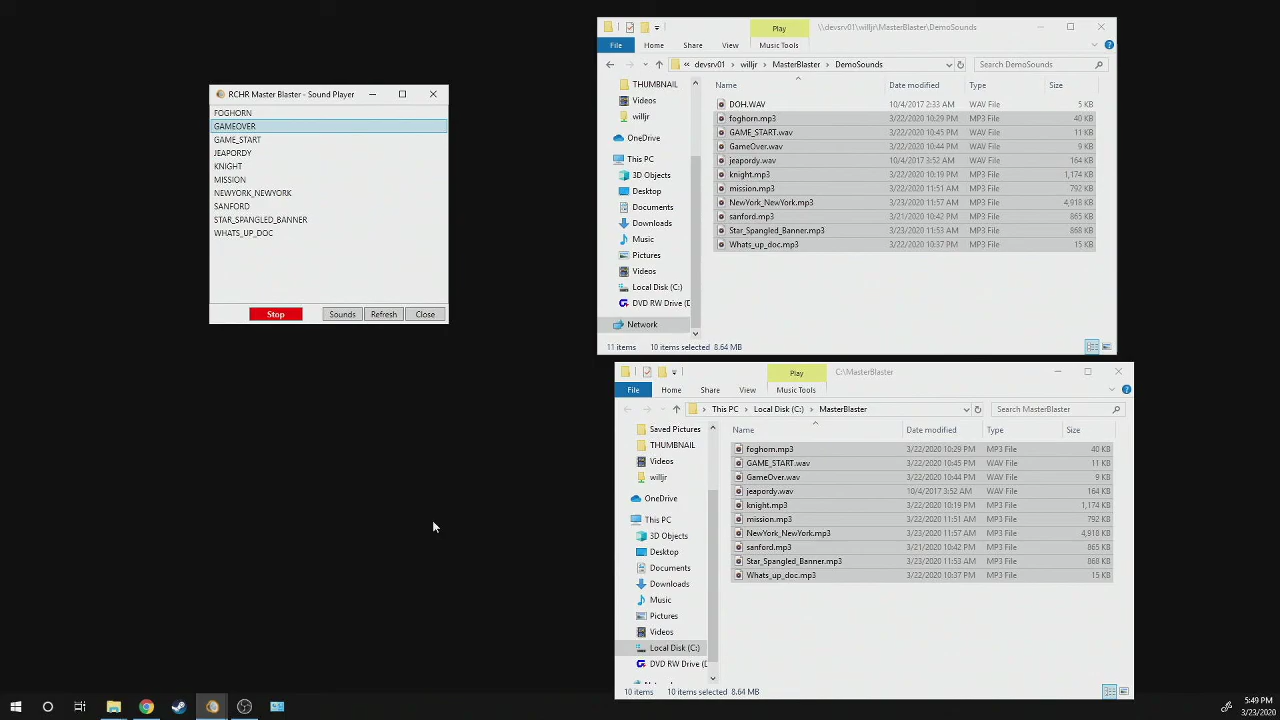 RCHR Master Blaster - Sound Player
FOGHORN
GAMEOVER
GAME_START
JEAPORDY
KNIGHT
MISSION
NEWYORK_NEWYORK
SANFORD
STAR_SPANGLED_BANNER
WHATS_UP_DOC
Stop Sounds Refresh Close
Play \\devsrv01\willjr\MasterBlaster\DemoSounds
File Home Share View Music Tools
« devsrv01 > willjr > MasterBlaster > DemoSounds Search DemoSounds
Name Date modified Type Size
THUMBNAIL
Videos
willjr
OneDrive
This PC
3D Objects
Desktop
Documents
Downloads
Music
Pictures
Videos
Local Disk (C:)
DVD RW Drive (D
Network
DOH.WAV 10/4/2017 2:33 AM WAV File 5 KB
foghorn.mp3 3/22/2020 10:29 PM MP3 File 40 KB
GAME_START.wav 3/22/2020 10:45 PM WAV File 11 KB
GameOver.wav 3/22/2020 10:44 PM WAV File 9 KB
jeapordy.wav 10/4/2017 3:52 AM WAV File 164 KB
knight.mp3 3/22/2020 10:19 PM MP3 File 1,174 KB
mission.mp3 3/22/2020 11:51 AM MP3 File 792 KB
NewYork_NewYork.mp3 3/23/2020 11:57 AM MP3 File 4,918 KB
sanford.mp3 3/21/2020 10:42 PM MP3 File 865 KB
Star_Spangled_Banner.mp3 3/23/2020 11:53 AM MP3 File 868 KB
Whats_up_doc.mp3 3/22/2020 10:37 PM MP3 File 15 KB
11 items 10 items selected 8.64 MB
Play C:\MasterBlaster
File Home Share View Music Tools
> This PC > Local Disk (C:) > MasterBlaster Search MasterBlaster
Name Date modified Type Size
Saved Pictures
THUMBNAIL
Videos
willjr
OneDrive
This PC
3D Objects
Desktop
Documents
Downloads
Music
Pictures
Videos
Local Disk (C:)
DVD RW Drive (D
foghorn.mp3 3/22/2020 10:29 PM MP3 File 40 KB
GAME_START.wav 3/22/2020 10:45 PM WAV File 11 KB
GameOver.wav 3/22/2020 10:44 PM WAV File 9 KB
jeapordy.wav 10/4/2017 3:52 AM WAV File 164 KB
knight.mp3 3/22/2020 10:19 PM MP3 File 1,174 KB
mission.mp3 3/22/2020 11:51 AM MP3 File 792 KB
NewYork_NewYork.mp3 3/23/2020 11:57 AM MP3 File 4,918 KB
sanford.mp3 3/21/2020 10:42 PM MP3 File 865 KB
Star_Spangled_Banner.mp3 3/23/2020 11:53 AM MP3 File 868 KB
Whats_up_doc.mp3 3/22/2020 10:37 PM MP3 File 15 KB
10 items 10 items selected 8.64 MB
5:49 PM
3/23/2020